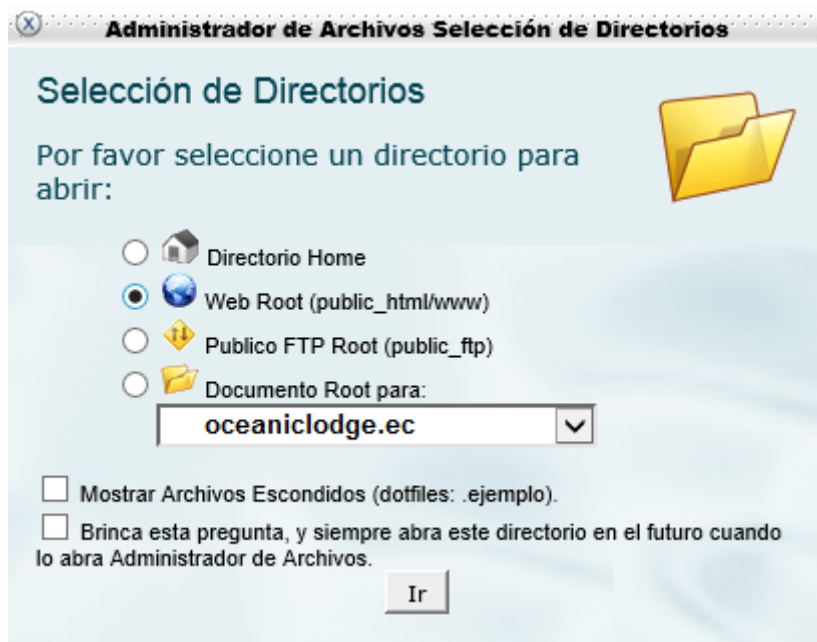 Administrador de Archivos Selección de Directorios
Selección de Directorios
Por favor seleccione un directorio para
abrir:
Directorio Home
Web Root (public_html/www)
Publico FTP Root (public_ftp)
Documento Root para:
oceaniclodge.ec
Mostrar Archivos Escondidos (dotfiles: .ejemplo).
Brinca esta pregunta, y siempre abra este directorio en el futuro cuando
lo abra Administrador de Archivos.
Ir